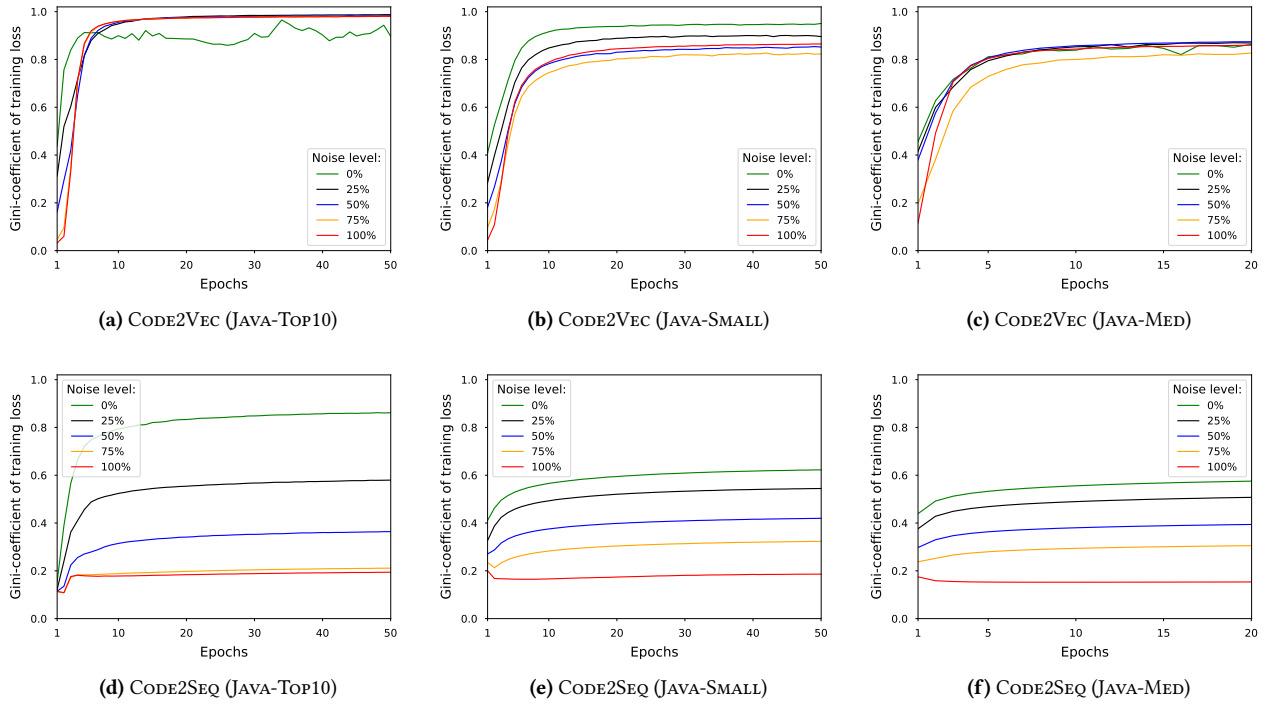 1.0
0.8
0.6
0.4
0.2
0.0
Gini-coefficient of training loss
Noise level:
0%
25%
50%
75%
100%
1 10 20 30 40 50
Epochs
(a) Code2Vec (Java-Top10)
1.0
0.8
0.6
0.4
0.2
0.0
Gini-coefficient of training loss
Noise level:
0%
25%
50%
75%
100%
1 10 20 30 40 50
Epochs
(b) Code2Vec (Java-Small)
1.0
0.8
0.6
0.4
0.2
0.0
Gini-coefficient of training loss
Noise level:
0%
25%
50%
75%
100%
1 5 10 15 20
Epochs
(c) Code2Vec (Java-Med)
1.0
0.8
0.6
0.4
0.2
0.0
Gini-coefficient of training loss
Noise level:
0%
25%
50%
75%
100%
1 10 20 30 40 50
Epochs
(d) Code2Seq (Java-Top10)
1.0
0.8
0.6
0.4
0.2
0.0
Gini-coefficient of training loss
Noise level:
0%
25%
50%
75%
100%
1 10 20 30 40 50
Epochs
(e) Code2Seq (Java-Small)
1.0
0.8
0.6
0.4
0.2
0.0
Gini-coefficient of training loss
Noise level:
0%
25%
50%
75%
100%
1 5 10 15 20
Epochs
(f) Code2Seq (Java-Med)